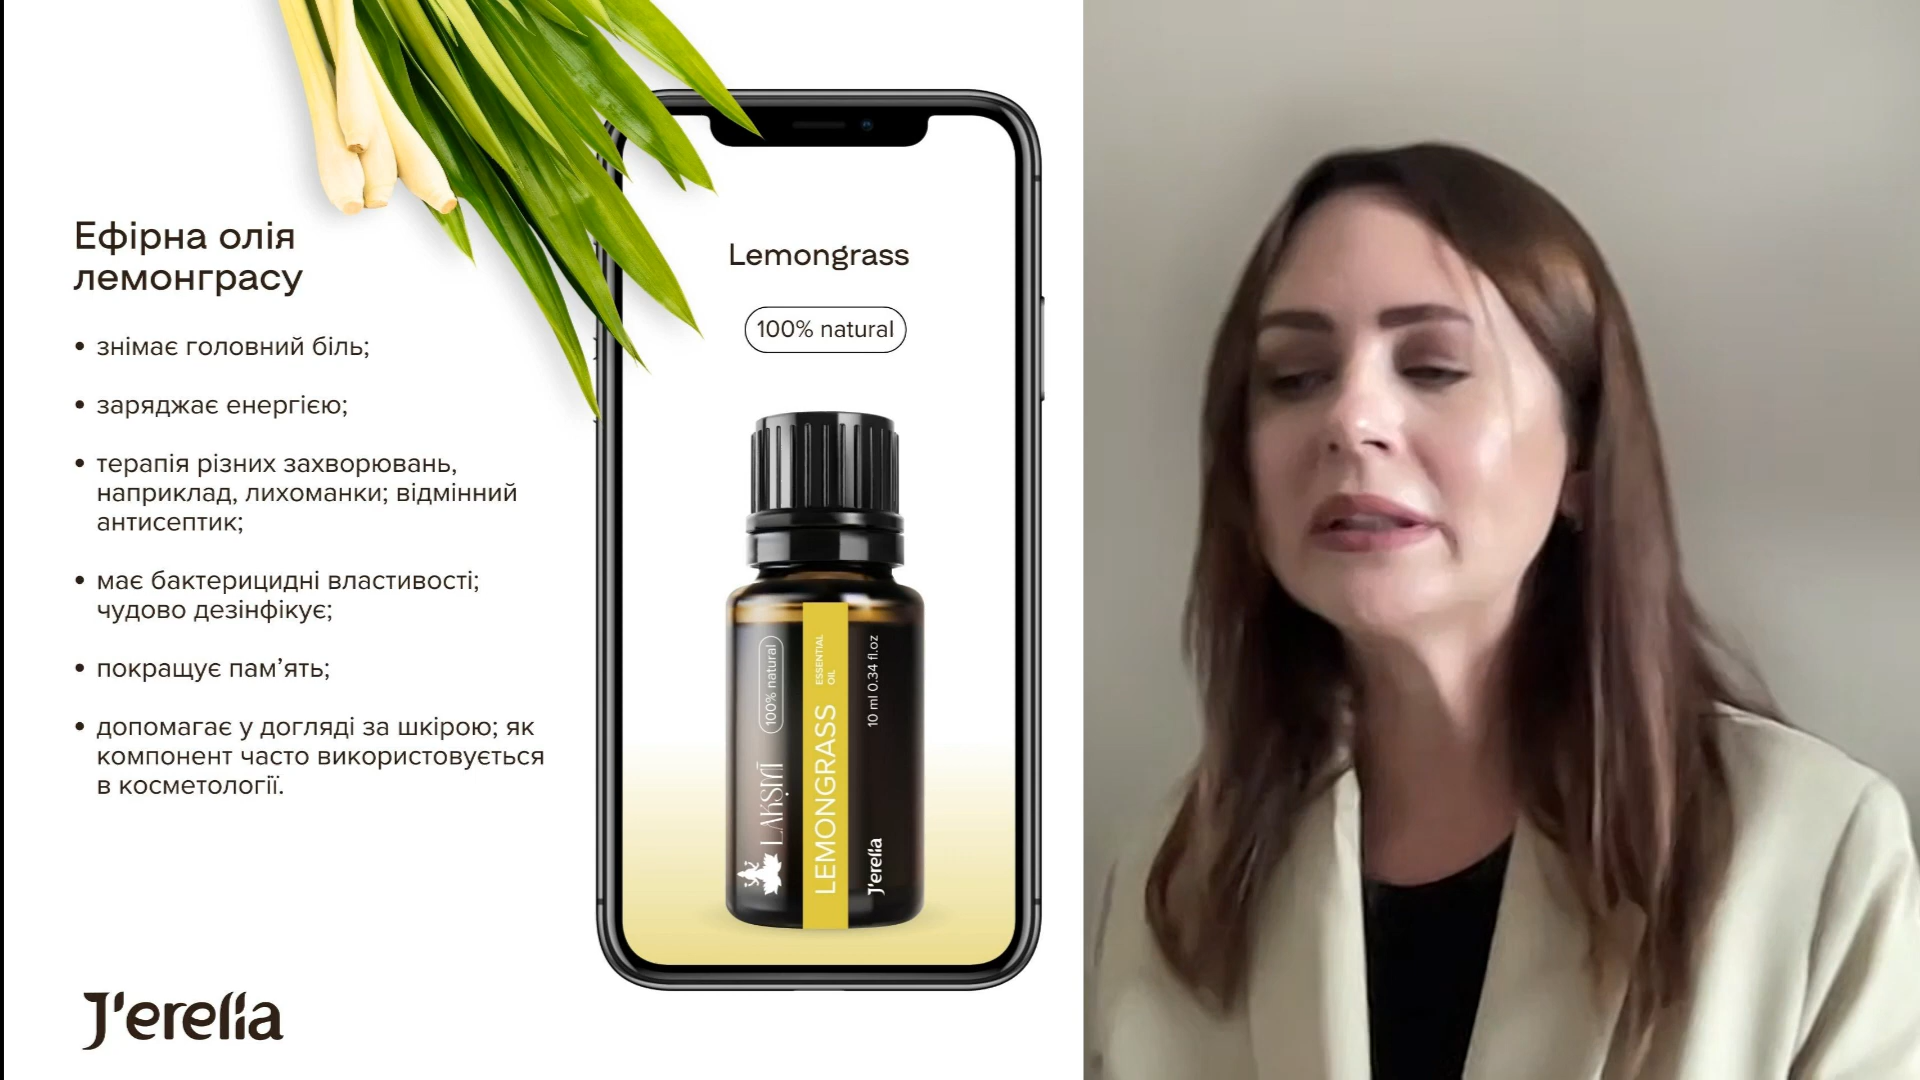 Ефірна олія
лемонграсу
• знімає головний біль;
• заряджає енергією;
• терапія різних захворювань,
наприклад, лихоманки; відмінний
антисептик;
• має бактерицидні властивості;
чудово дезінфікує;
• покращує пам’ять;
• допомагає у догляді за шкірою; як
компонент часто використовується
в косметології.
J'erelia
Lemongrass
100% natural
LAKṢMĪ
100% natural
LEMONGRASS
ESSENTIAL
OIL
J'erelia
10 ml 0.34 fl.oz